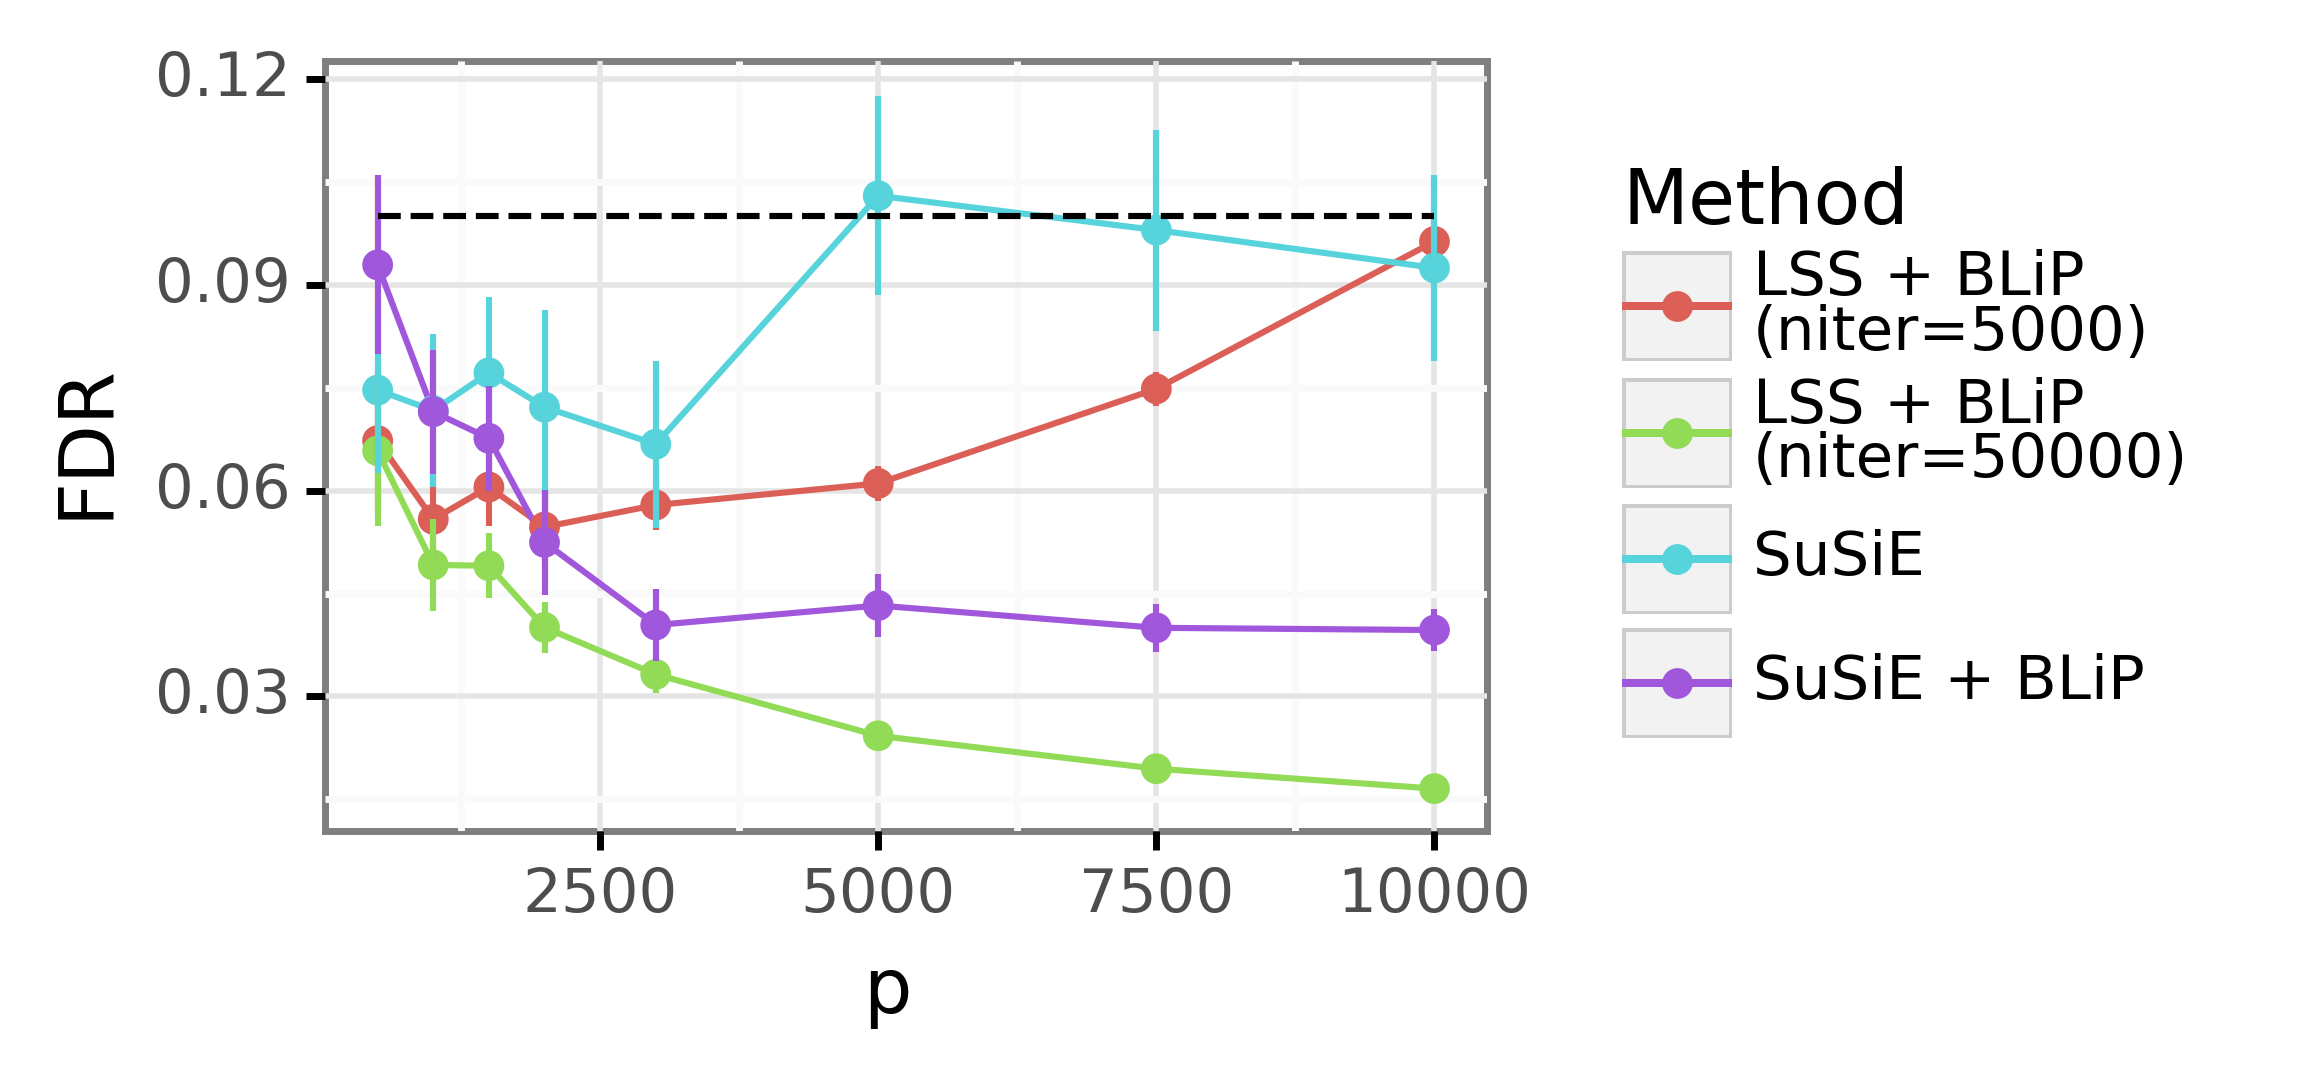 0.12
0.09
0.06
0.03
FDR
2500
5000
7500
10000
p
Method
LSS + BLiP
(niter=5000)
LSS + BLiP
(niter=50000)
SuSiE
SuSiE + BLiP